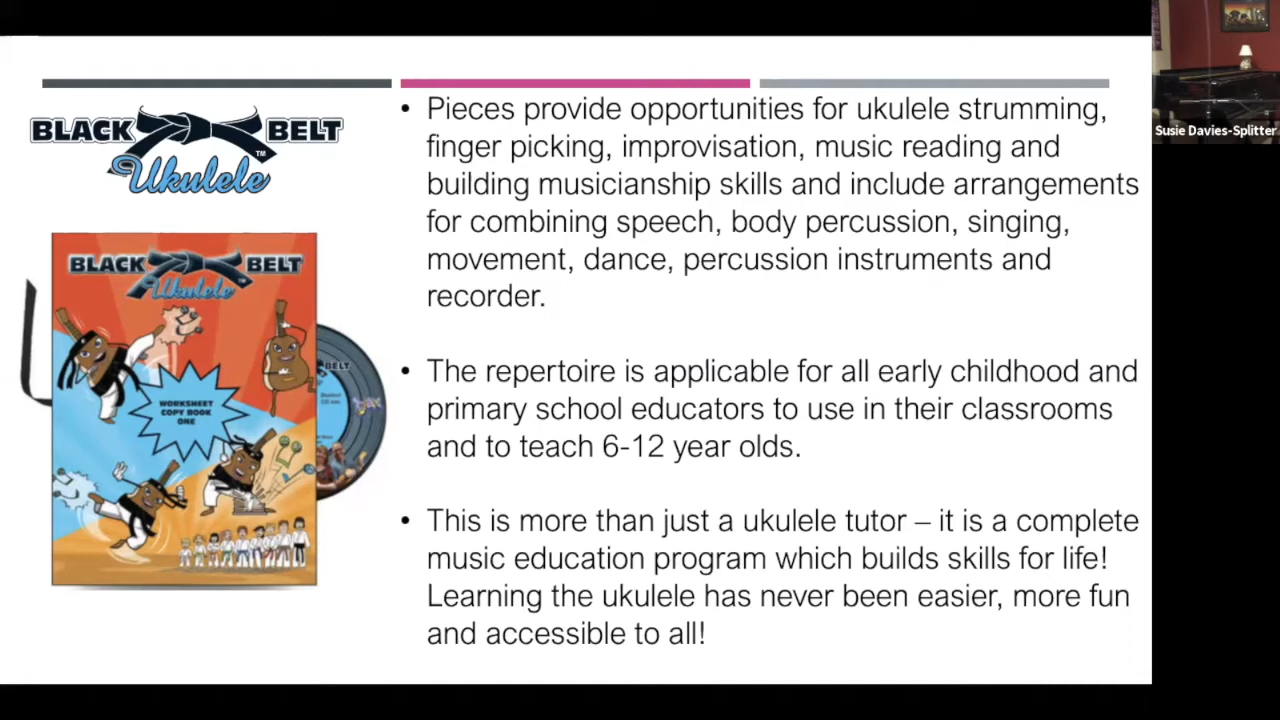 BLACK BELT
Ukulele™
BLACK BELT
Ukulele
WORKSHEET
COPY BOOK
ONE
BELT
• Pieces provide opportunities for ukulele strumming,
finger picking, improvisation, music reading and
building musicianship skills and include arrangements
for combining speech, body percussion, singing,
movement, dance, percussion instruments and
recorder.
• The repertoire is applicable for all early childhood and
primary school educators to use in their classrooms
and to teach 6-12 year olds.
• This is more than just a ukulele tutor – it is a complete
music education program which builds skills for life!
Learning the ukulele has never been easier, more fun
and accessible to all!
Susie Davies-Splitter